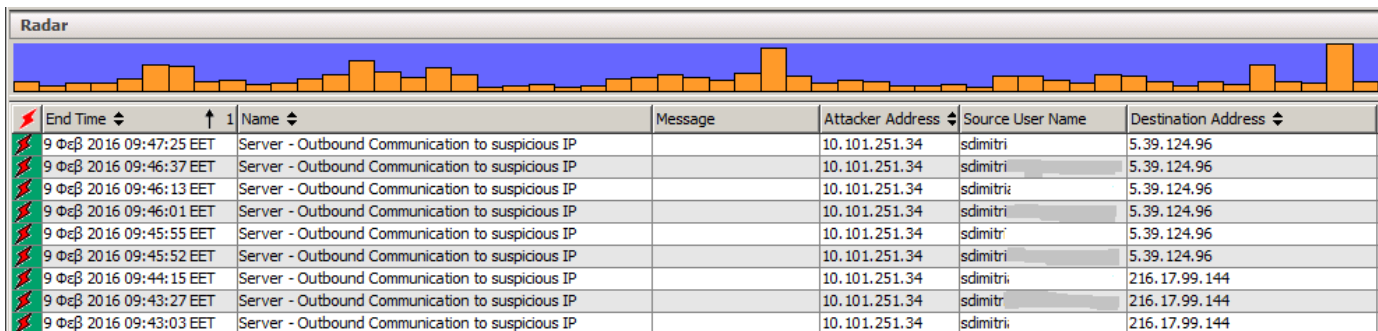 Radar
End Time 1 Name Message Attacker Address Source User Name Destination Address
9 Φεβ 2016 09:47:25 EET Server - Outbound Communication to suspicious IP 10.101.251.34 sdimitri 5.39.124.96
9 Φεβ 2016 09:46:37 EET Server - Outbound Communication to suspicious IP 10.101.251.34 sdimitri 5.39.124.96
9 Φεβ 2016 09:46:13 EET Server - Outbound Communication to suspicious IP 10.101.251.34 sdimitria 5.39.124.96
9 Φεβ 2016 09:46:01 EET Server - Outbound Communication to suspicious IP 10.101.251.34 sdimitri 5.39.124.96
9 Φεβ 2016 09:45:55 EET Server - Outbound Communication to suspicious IP 10.101.251.34 sdimitr 5.39.124.96
9 Φεβ 2016 09:45:52 EET Server - Outbound Communication to suspicious IP 10.101.251.34 sdimitri 5.39.124.96
9 Φεβ 2016 09:44:15 EET Server - Outbound Communication to suspicious IP 10.101.251.34 sdimitri 216.17.99.144
9 Φεβ 2016 09:43:27 EET Server - Outbound Communication to suspicious IP 10.101.251.34 sdimitr 216.17.99.144
9 Φεβ 2016 09:43:03 EET Server - Outbound Communication to suspicious IP 10.101.251.34 sdimitri 216.17.99.144